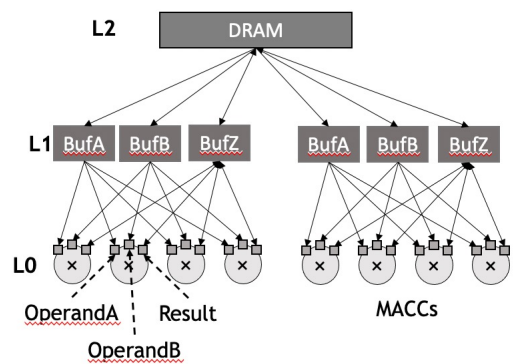 L2
DRAM
L1 BufA BufB BufZ BufA BufB BufZ
× × × × × × × ×
L0
OperandA Result MACCs
OperandB